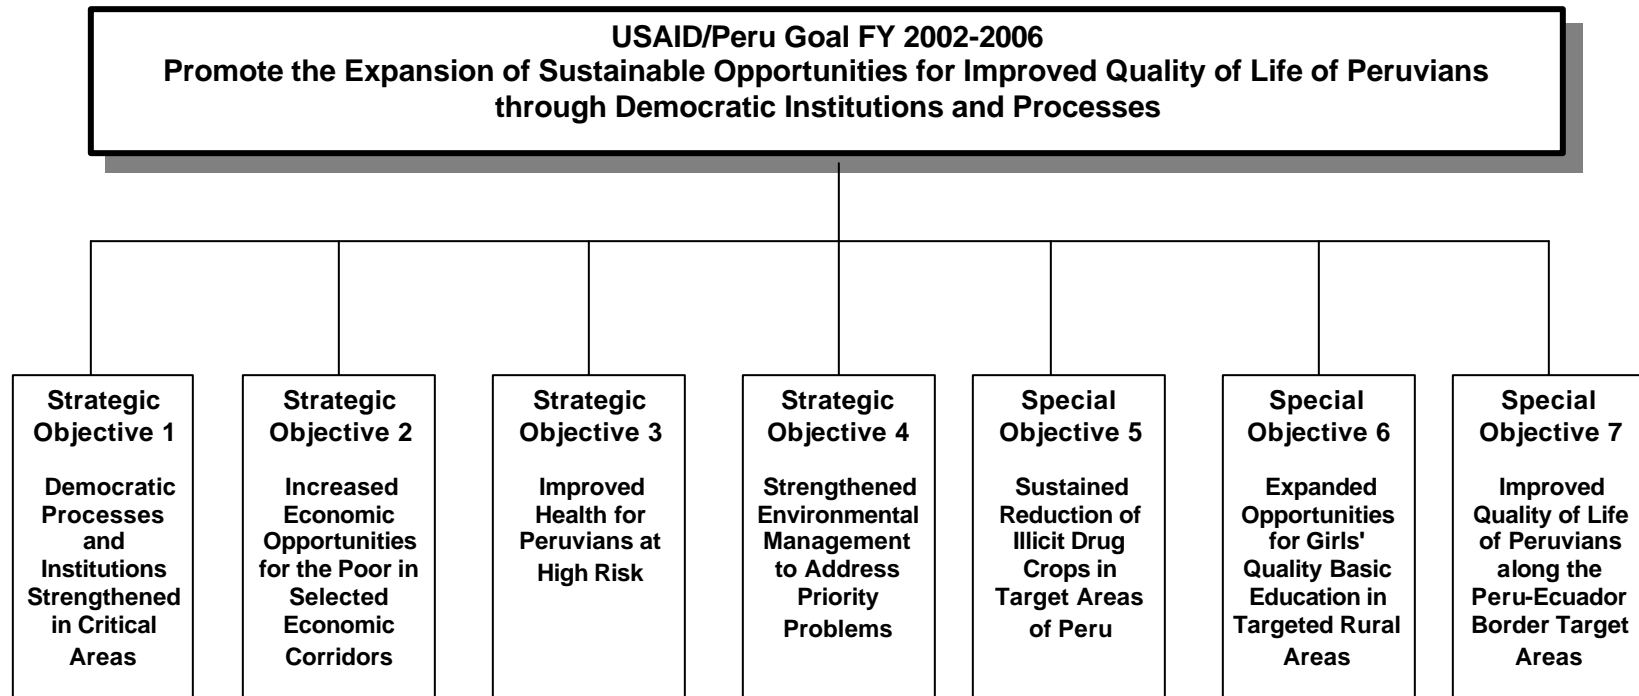 USAID/Peru Goal FY 2002-2006
Promote the Expansion of Sustainable Opportunities for Improved Quality of Life of Peruvians
through Democratic Institutions and Processes
Strategic
Objective 1
Democratic
Processes
and
Institutions
Strengthened
in Critical
Areas
Strategic
Objective 2
Increased
Economic
Opportunities
for the Poor in
Selected
Economic
Corridors
Strategic
Objective 3
Improved
Health for
Peruvians at
High Risk
Strategic
Objective 4
Strengthened
Environmental
Management
to Address
Priority
Problems
Special
Objective 5
Sustained
Reduction of
Illicit Drug
Crops in
Target Areas
of Peru
Special
Objective 6
Expanded
Opportunities
for Girls'
Quality Basic
Education in
Targeted Rural
Areas
Special
Objective 7
Improved
Quality of Life
of Peruvians
along the
Peru-Ecuador
Border Target
Areas